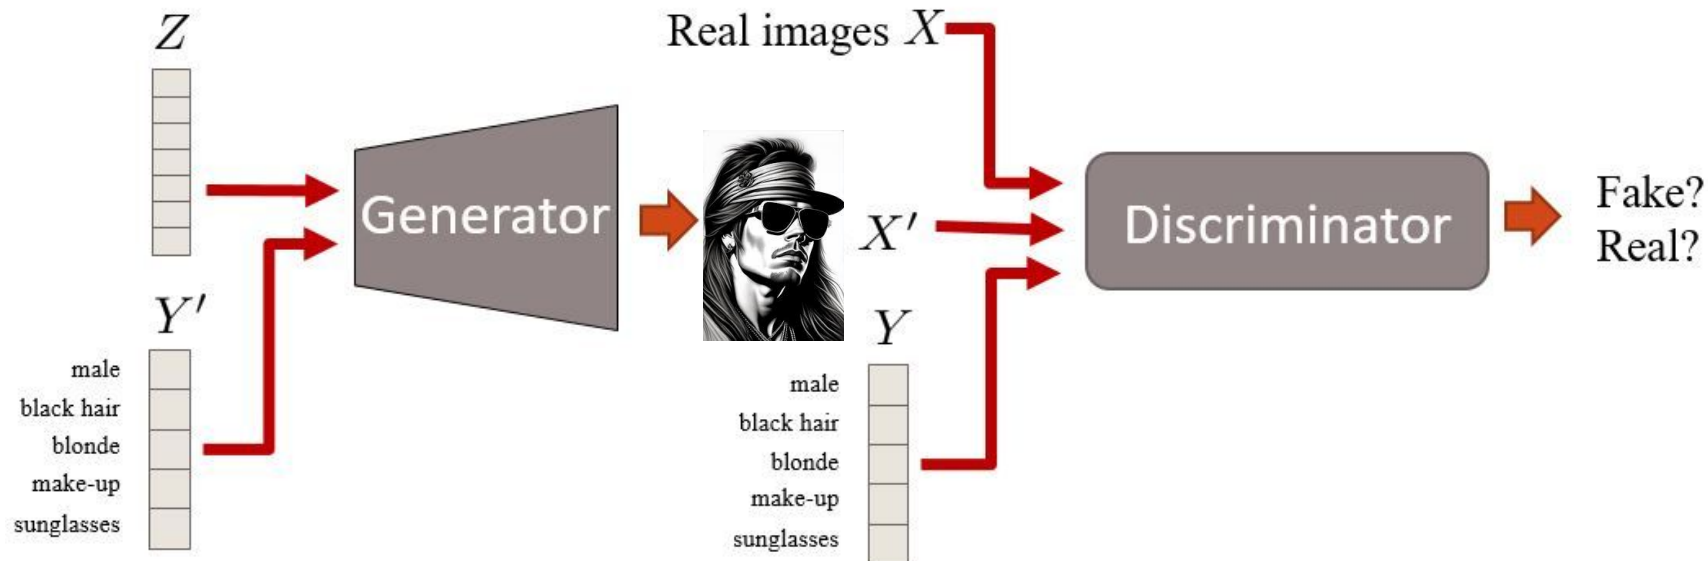 Z
Real images X
Generator
X′
Discriminator
Fake?
Real?
Y′
male
black hair
blonde
make-up
sunglasses
Y
male
black hair
blonde
make-up
sunglasses